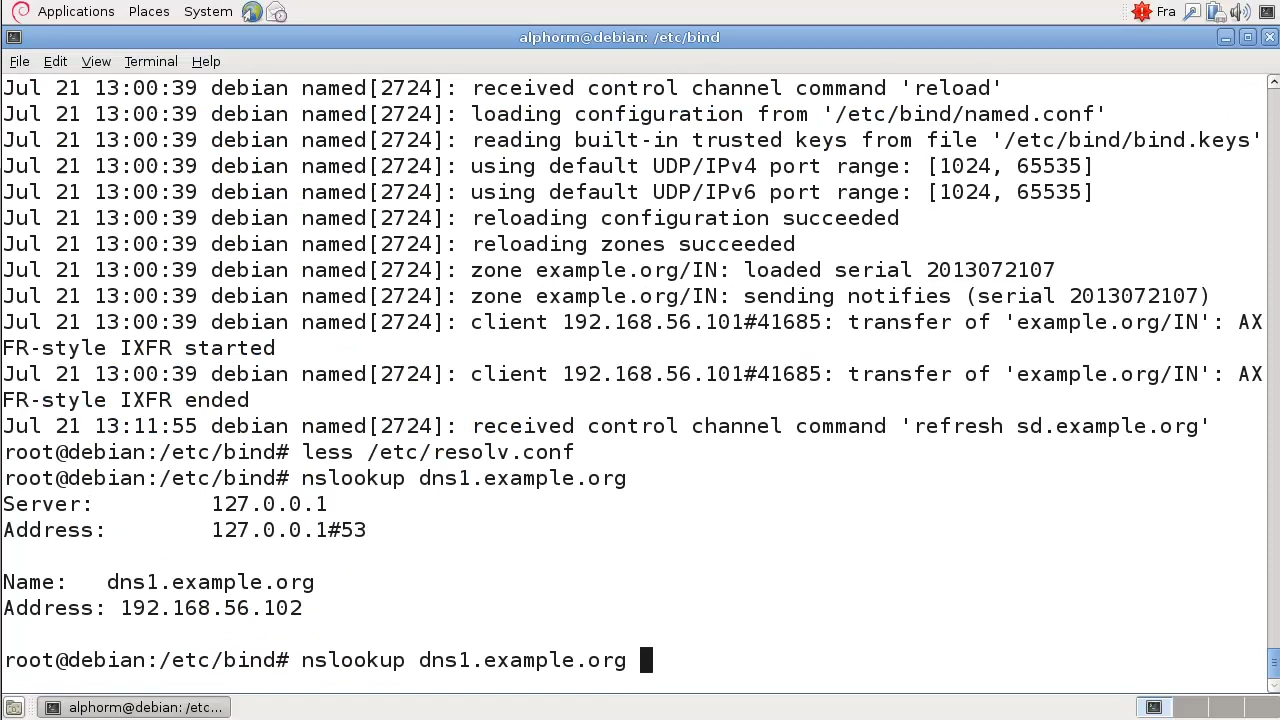 Applications Places System Fra
alphorm@debian: /etc/bind
File Edit View Terminal Help
Jul 21 13:00:39 debian named[2724]: received control channel command 'reload'
Jul 21 13:00:39 debian named[2724]: loading configuration from '/etc/bind/named.conf'
Jul 21 13:00:39 debian named[2724]: reading built-in trusted keys from file '/etc/bind/bind.keys'
Jul 21 13:00:39 debian named[2724]: using default UDP/IPv4 port range: [1024, 65535]
Jul 21 13:00:39 debian named[2724]: using default UDP/IPv6 port range: [1024, 65535]
Jul 21 13:00:39 debian named[2724]: reloading configuration succeeded
Jul 21 13:00:39 debian named[2724]: reloading zones succeeded
Jul 21 13:00:39 debian named[2724]: zone example.org/IN: loaded serial 2013072107
Jul 21 13:00:39 debian named[2724]: zone example.org/IN: sending notifies (serial 2013072107)
Jul 21 13:00:39 debian named[2724]: client 192.168.56.101#41685: transfer of 'example.org/IN': AX
FR-style IXFR started
Jul 21 13:00:39 debian named[2724]: client 192.168.56.101#41685: transfer of 'example.org/IN': AX
FR-style IXFR ended
Jul 21 13:11:55 debian named[2724]: received control channel command 'refresh sd.example.org'
root@debian:/etc/bind# less /etc/resolv.conf
root@debian:/etc/bind# nslookup dns1.example.org
Server: 127.0.0.1
Address: 127.0.0.1#53
Name: dns1.example.org
Address: 192.168.56.102
root@debian:/etc/bind# nslookup dns1.example.org
alphorm@debian: /etc...